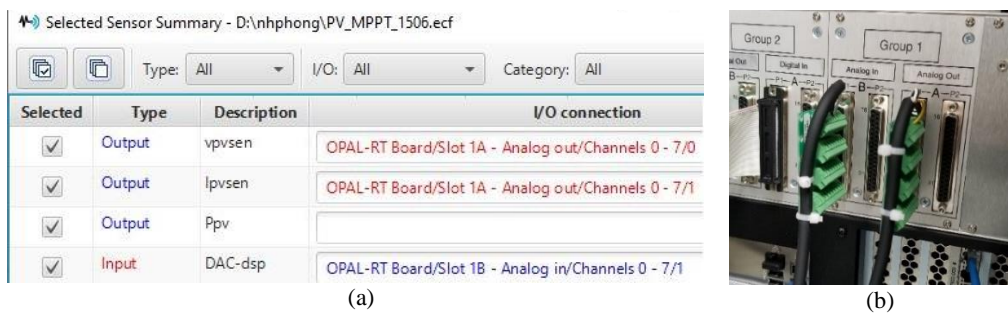 Selected Sensor Summary - D:\nhphong\PV_MPPT_1506.ecf
Type: All I/O: All Category: All
Selected Type Description I/O connection
Output vpvsen OPAL-RT Board/Slot 1A - Analog out/Channels 0 - 7/0
Output Ipvsen OPAL-RT Board/Slot 1A - Analog out/Channels 0 - 7/1
Output Ppv
Input DAC-dsp OPAL-RT Board/Slot 1B - Analog in/Channels 0 - 7/1
(a)
Group 2
Group 1
Digital In
Analog In
Analog Out
A
B
A
(b)